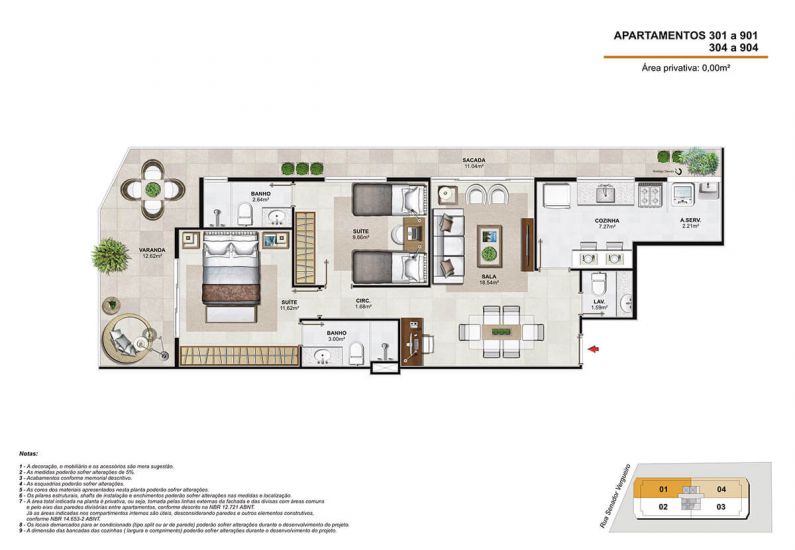 APARTAMENTOS 301 a 901
304 a 904
Área privativa: 0,00m²
SACADA
11.04m²
BANHO
2.64m²
SUÍTE
9.66m²
COZINHA
7.27m²
A.SERV.
2.21m²
VARANDA
12.62m²
SALA
18.54m²
SUÍTE
11,62m²
CIRC.
1.68m²
LAV.
1.59m²
BANHO
3.00m²
Notas:
1 - A decoração, o mobiliário e os acessórios são mera sugestão.
2 - As medidas poderão sofrer alterações de 5%.
3 - Acabamentos conforme memorial descritivo.
4 - As esquadrias poderão sofrer alterações.
5 - As cores dos materiais apresentados nesta planta poderão sofrer alterações.
6 - Os pilares estruturais, shafts de instalação e enchimentos poderão sofrer alterações nas medidas e localização.
7 - A área total indicada na planta é privativa, ou seja, tomada pelas linhas externas da fachada e das divisas com áreas comuns
e pelo eixo das paredes divisórias entre apartamentos, conforme descrito na NBR 12.721 ABNT.
Já as áreas indicadas nos compartimentos internos são úteis, desconsiderando paredes e outros elementos construtivos,
conforme NBR 14.653-2 ABNT.
8 - Os locais demarcados para ar condicionado (tipo split ou ar de parede) poderão sofrer alterações durante o desenvolvimento do projeto.
9 - A dimensão das bancadas das cozinhas ( largura e comprimento) poderão sofrer alterações durante o desenvolvimento do projeto.
Rua Senador Vergueiro
01
04
02
03